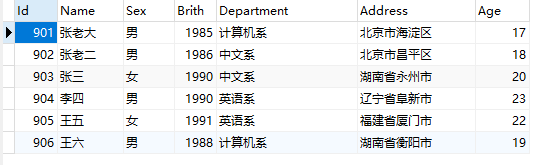 Id Name Sex Brith Department Address Age
901 张老大 男 1985 计算机系 北京市海淀区 17
902 张老二 男 1986 中文系 北京市昌平区 18
903 张三 女 1990 中文系 湖南省永州市 20
904 李四 男 1990 英语系 辽宁省阜新市 23
905 王五 女 1991 英语系 福建省厦门市 22
906 王六 男 1988 计算机系 湖南省衡阳市 19